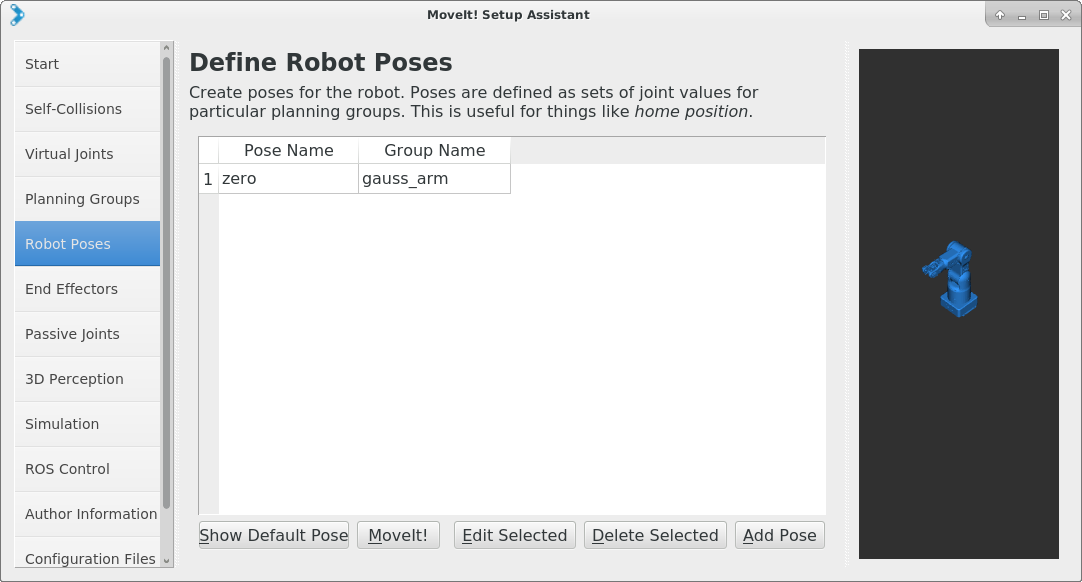 MoveIt! Setup Assistant
Start
Self-Collisions
Virtual Joints
Planning Groups
Robot Poses
End Effectors
Passive Joints
3D Perception
Simulation
ROS Control
Author Information
Configuration Files
Define Robot Poses
Create poses for the robot. Poses are defined as sets of joint values for
particular planning groups. This is useful for things like home position.
Pose Name Group Name
1 zero gauss_arm
Show Default Pose MoveIt! Edit Selected Delete Selected Add Pose